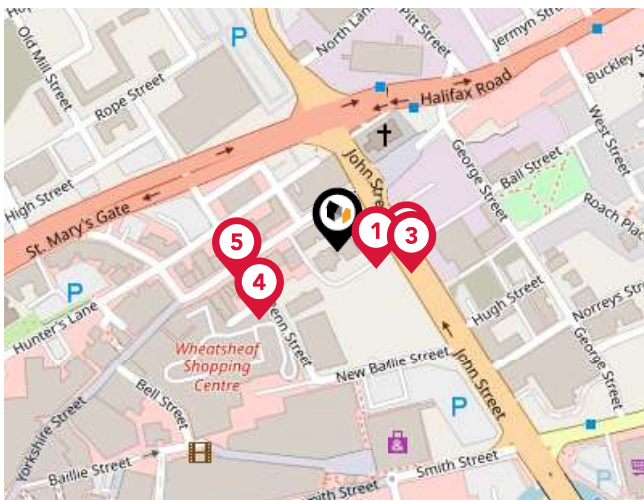 North Lane
Pitt Street
Jermyn Street
Old Mill Street
P
Buckley S
Halifax Road
Rope Street
West Street
John Stre
George Street
Ball Street
High Street
St. Mary's Gate
Roach Place
1
3
5
4
P
Hunter's Lane
enn Street
Hugh Street
Norreys Street
Wheatsheaf
Shopping
Centre
New Baillie Street
John Street
George Street
Bell Street
P
Yorkshire Street
Baillie Street
Smith Street
Smith Street
P